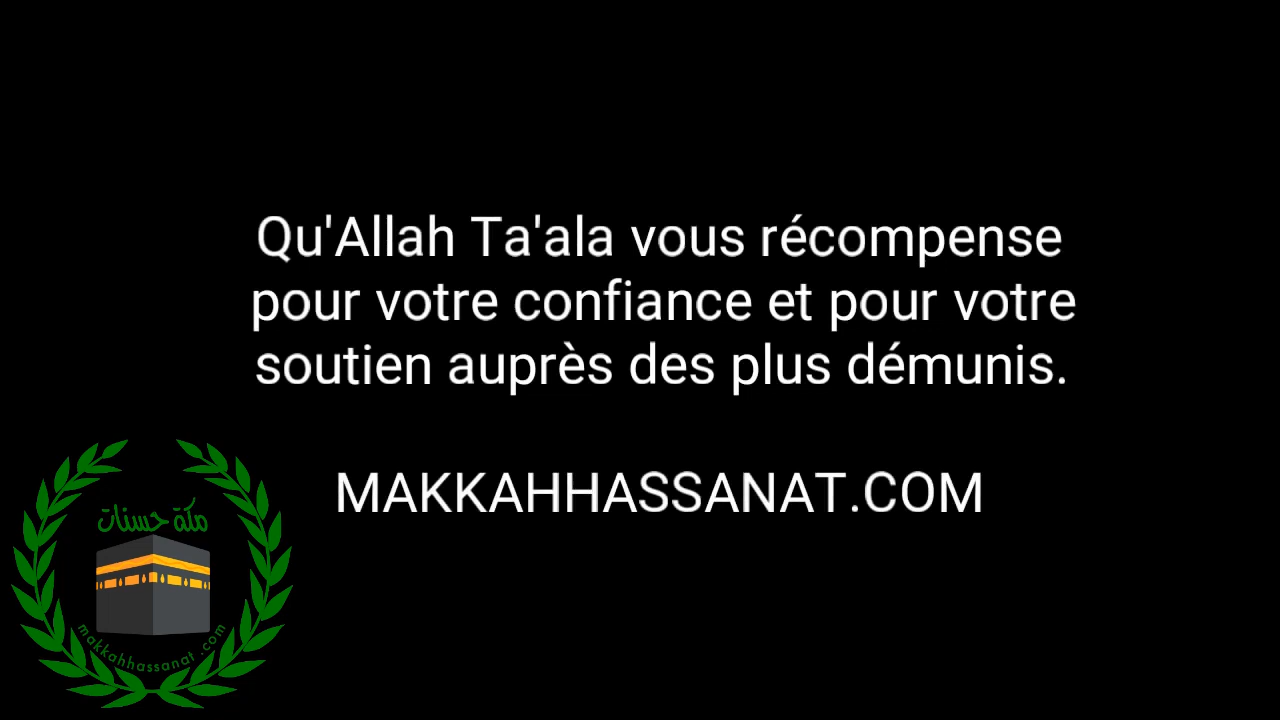 Qu'Allah Ta'ala vous récompense
pour votre confiance et pour votre
soutien auprès des plus démunis.
MAKKAHHASSANAT.COM
مكة حسنات
makkahhassanat .com